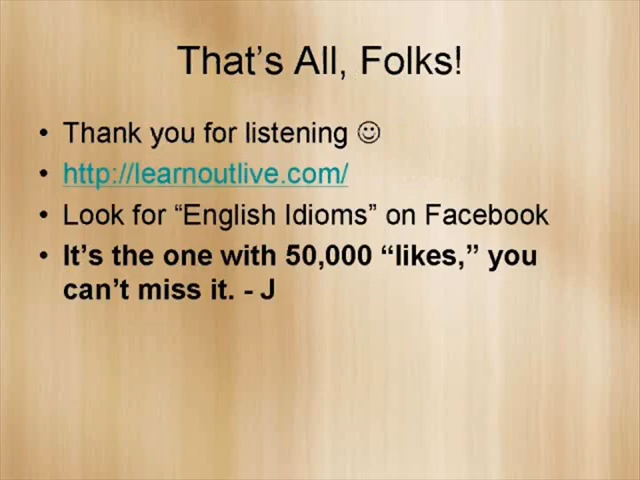 That's All, Folks!
• Thank you for listening ☺
• http://learnoutlive.com/
• Look for “English Idioms” on Facebook
• It's the one with 50,000 “likes,” you
can't miss it. - J